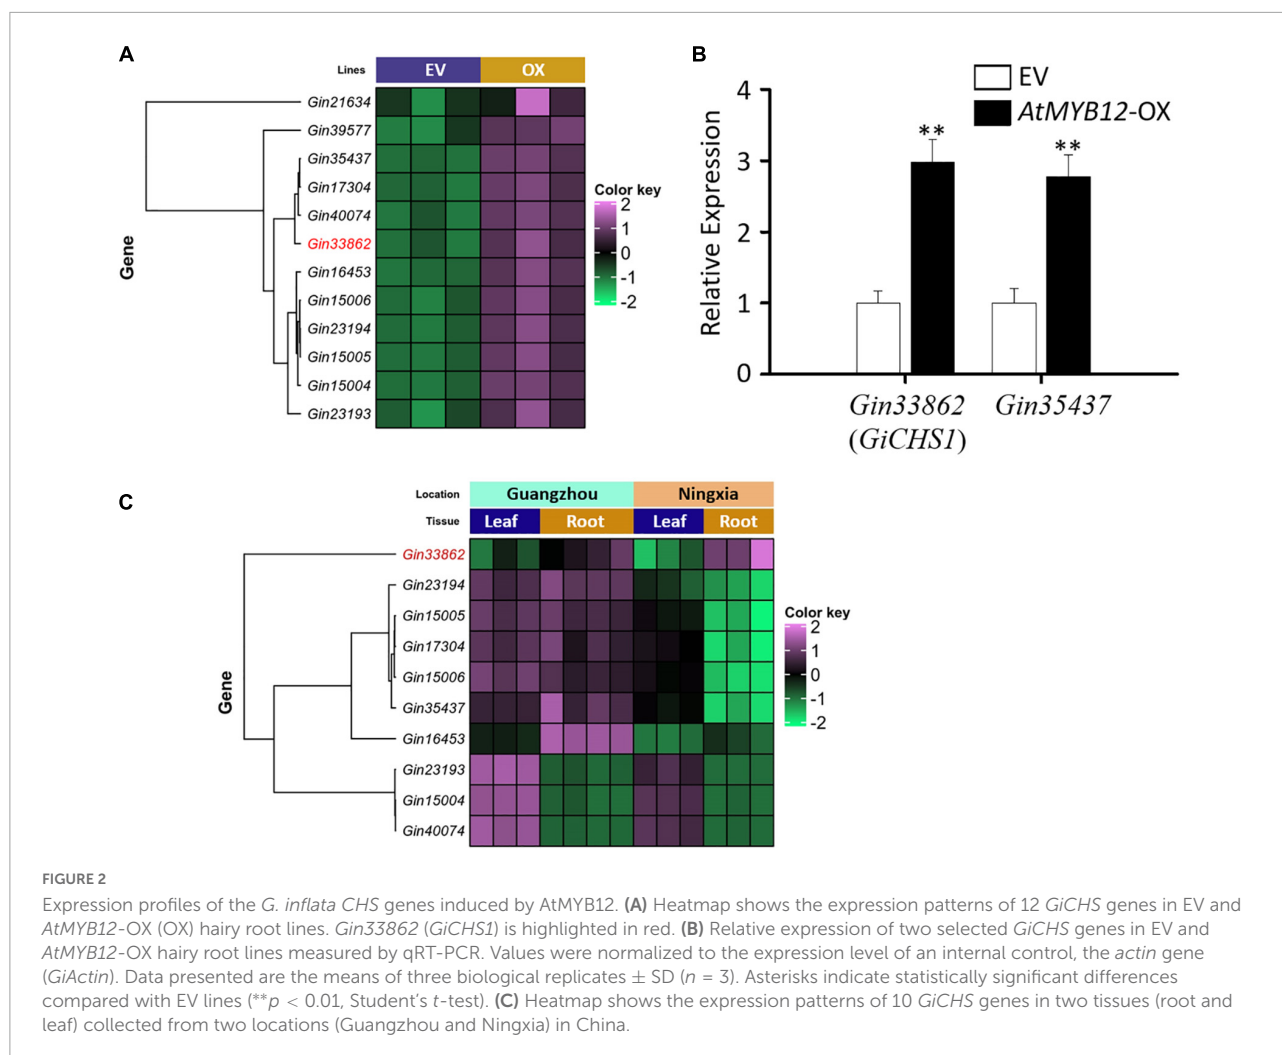 A
Lines
EV
OX
Gin21634
Gin39577
Gin35437
Gin17304
Gin40074
Gin33862
Gin16453
Gin15006
Gin23194
Gin15005
Gin15004
Gin23193
Gene
Color key
2
1
0
-1
-2
B
EV
AtMYB12-OX
Relative Expression
4
3
2
1
0
**
**
Gin33862
(GiCHS1)
Gin35437
C
Location
Guangzhou
Ningxia
Tissue
Leaf
Root
Leaf
Root
Gin33862
Gin23194
Gin15005
Gin17304
Gin15006
Gin35437
Gin16453
Gin23193
Gin15004
Gin40074
Gene
Color key
2
1
0
-1
-2
FIGURE 2
Expression profiles of the G. inflata CHS genes induced by AtMYB12. (A) Heatmap shows the expression patterns of 12 GiCHS genes in EV and
AtMYB12-OX (OX) hairy root lines. Gin33862 (GiCHS1) is highlighted in red. (B) Relative expression of two selected GiCHS genes in EV and
AtMYB12-OX hairy root lines measured by qRT-PCR. Values were normalized to the expression level of an internal control, the actin gene
(GiActin). Data presented are the means of three biological replicates ± SD (n = 3). Asterisks indicate statistically significant differences
compared with EV lines (**p < 0.01, Student's t-test). (C) Heatmap shows the expression patterns of 10 GiCHS genes in two tissues (root and
leaf) collected from two locations (Guangzhou and Ningxia) in China.